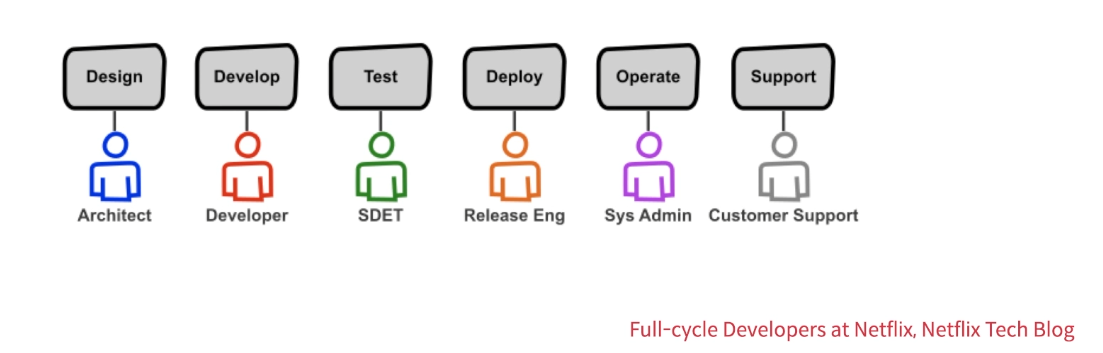 Design Develop Test Deploy Operate Support
Architect Developer SDET Release Eng Sys Admin Customer Support
Full-cycle Developers at Netflix, Netflix Tech Blog